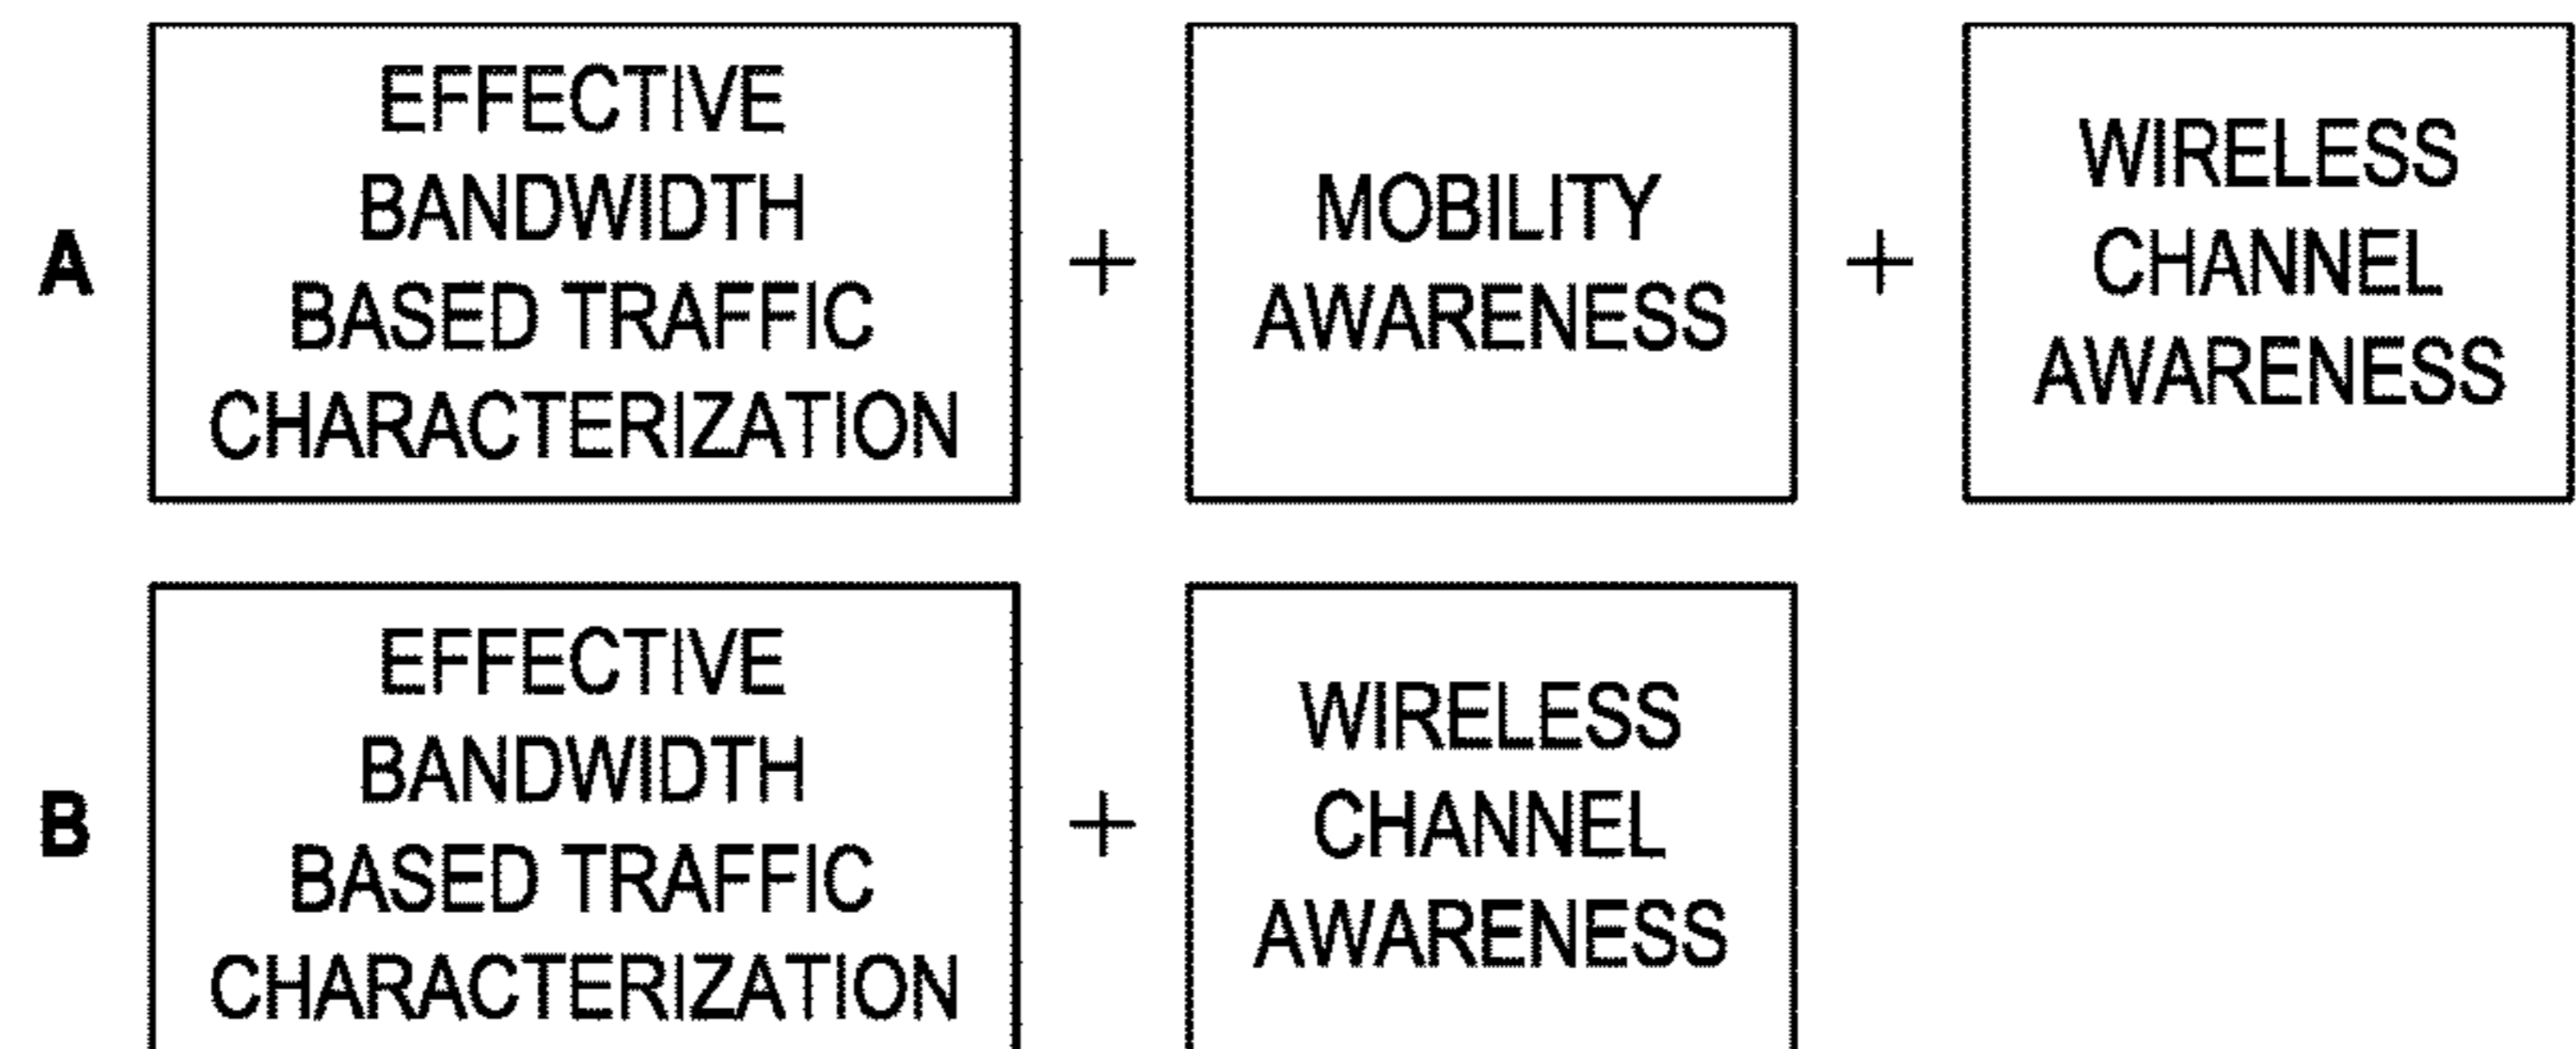 A
EFFECTIVE
BANDWIDTH
BASED TRAFFIC
CHARACTERIZATION
+
MOBILITY
AWARENESS
+
WIRELESS
CHANNEL
AWARENESS
B
EFFECTIVE
BANDWIDTH
BASED TRAFFIC
CHARACTERIZATION
+
WIRELESS
CHANNEL
AWARENESS